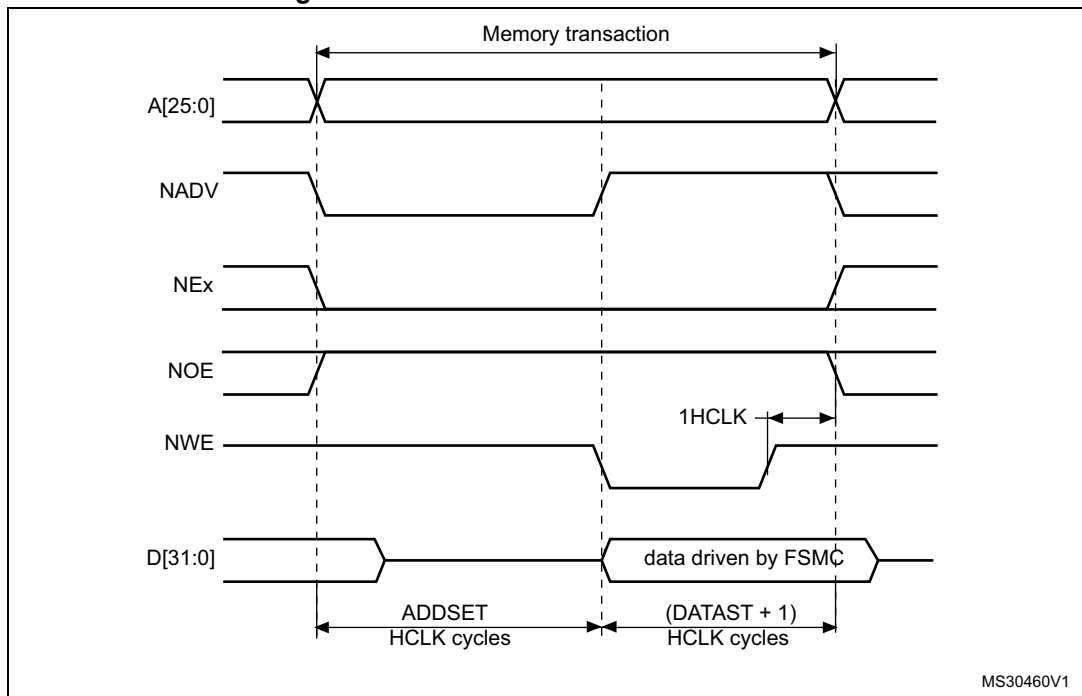 Memory transaction
A[25:0]
NADV
NEx
NOE
1HCLK
NWE
D[31:0]
data driven by FSMC
ADDSET
HCLK cycles
(DATAST + 1)
HCLK cycles
MS30460V1